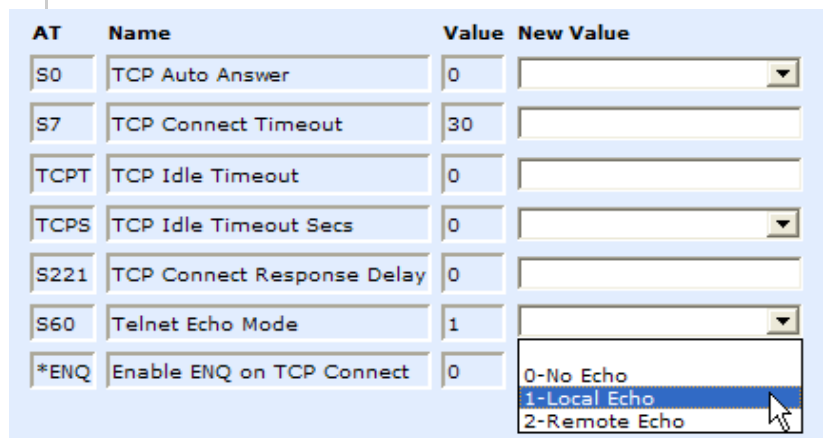 AT Name Value New Value
S0 TCP Auto Answer 0
S7 TCP Connect Timeout 30
TCPT TCP Idle Timeout 0
TCPS TCP Idle Timeout Secs 0
S221 TCP Connect Response Delay 0
S60 Telnet Echo Mode 1
*ENQ Enable ENQ on TCP Connect 0
0-No Echo
1-Local Echo
2-Remote Echo